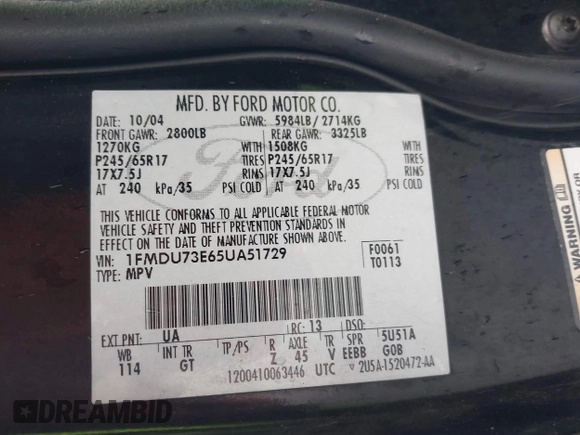 MFD. BY FORD MOTOR CO.
DATE: 10/04 GVWR: 5984LB/ 2714KG
FRONT GAWR: 2800LB REAR GAWR: 3325LB
1270KG WITH 1508KG WITH
P245/65R17 TIRES P245/65R17 TIRES
17X7.5J RIMS 17X7.5J RIMS
AT 240 kPa/35 PSI COLD AT 240 kPa/35 PSI COLD
Ford
THIS VEHICLE CONFORMS TO ALL APPLICABLE FEDERAL MOTOR
VEHICLE SAFETY AND THEFT PREVENTION STANDARDS IN
EFFECT ON THE DATE OF MANUFACTURE SHOWN ABOVE.
VIN: 1FMDU73E65UA51729 F0061
TYPE: MPV T0113
EXT PNT: UA RC: 13 DSO:
WB INT TR TP/PS R AXLE TR SPR 5U51A
114 GT Z 45 V EEBB GOB
1200410063446 UTC 2U5A-1520472-AA
WARNING
DREAMBID